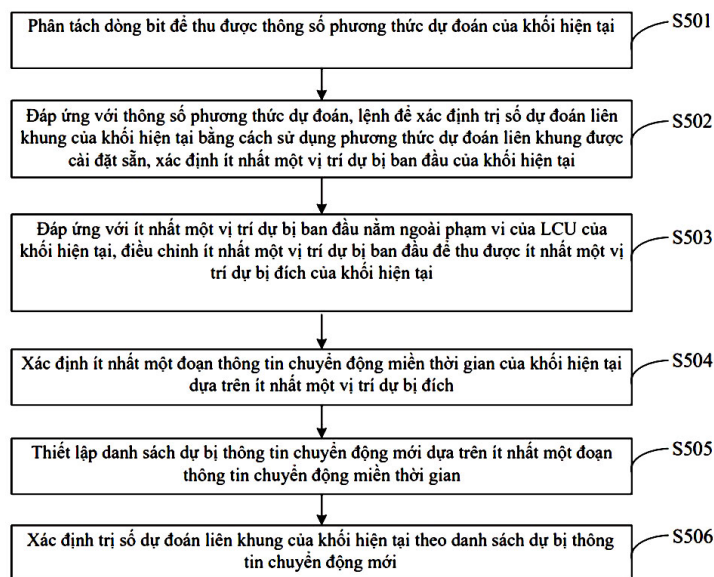 Phân tách dòng bit để thu được thông số phương thức dự đoán của khối hiện tại
S501
Đáp ứng với thông số phương thức dự đoán, lệnh để xác định trị số dự đoán liên
khung của khối hiện tại bằng cách sử dụng phương thức dự đoán liên khung được
cài đặt sẵn, xác định ít nhất một vị trí dự bị ban đầu của khối hiện tại
S502
Đáp ứng với ít nhất một vị trí dự bị ban đầu nằm ngoài phạm vi của LCU của
khối hiện tại, điều chỉnh ít nhất một vị trí dự bị ban đầu để thu được ít nhất một vị
trí dự bị đích của khối hiện tại
S503
Xác định ít nhất một đoạn thông tin chuyển động miền thời gian của khối hiện tại
dựa trên ít nhất một vị trí dự bị đích
S504
Thiết lập danh sách dự bị thông tin chuyển động mới dựa trên ít nhất một đoạn
thông tin chuyển động miền thời gian
S505
Xác định trị số dự đoán liên khung của khối hiện tại theo danh sách dự bị thông
tin chuyển động mới
S506